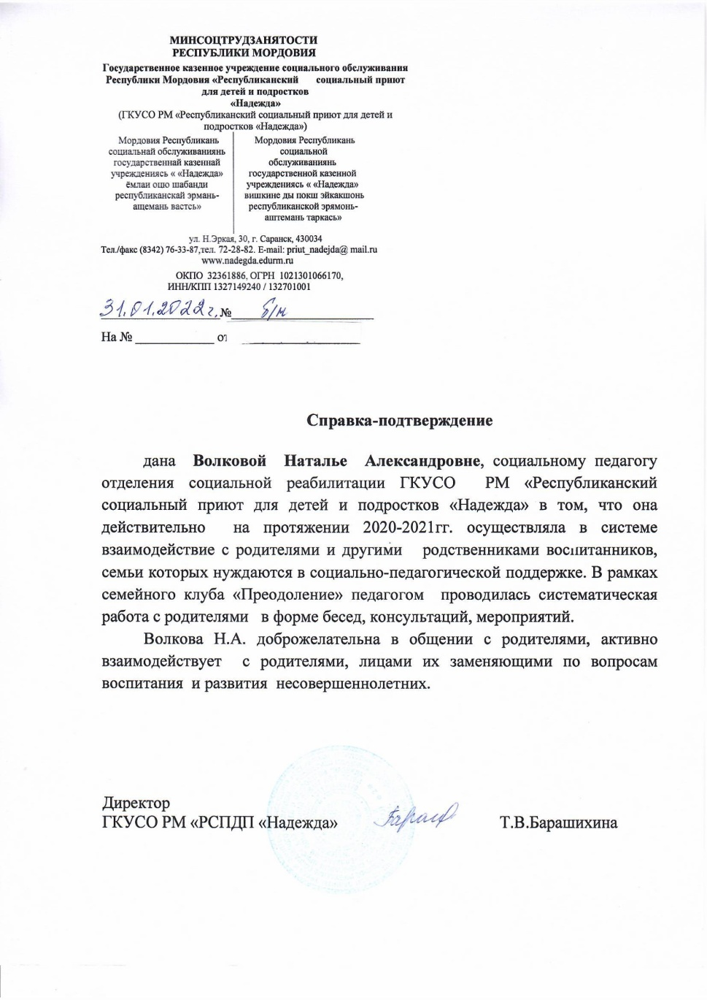 МИНСОЦТРУДЗАНЯТОСТИ
РЕСПУБЛИКИ МОРДОВИЯ
Государственное казенное учреждение социального обслуживания
Республики Мордовия «Республиканский социальный приют
для детей и подростков
«Надежда»
(ГКУСО РМ «Республиканский социальный приют для детей и
подростков «Надежда»)
Мордовия Республикань
социальнай обслуживаниянь
государственнай казеннай
учреждениясь « «Надежда»
ёмлаи оцю шабанди
республиканскай эрмань-
ащемань вастсь»
Мордовия Республикань
социальной
обслуживаниянь
государственной казенной
учреждениясь « «Надежда»
вишкине ды покш эйкакшонь
республиканской эрямонь-
аштемань таркась»
ул. Н.Эркая, 30, г. Саранск, 430034
Тел./факс (8342) 76-33-87,тел. 72-28-82. E-mail: priut_nadejda@ mail.ru
www.nadegda.edurm.ru
ОКПО 32361886, ОГРН 1021301066170,
ИНН/КПП 1327149240 / 132701001
31.01.2022г. № б/н
На № ____________ от __________________
Справка-подтверждение
дана Волковой Наталье Александровне, социальному педагогу
отделения социальной реабилитации ГКУСО РМ «Республиканский
социальный приют для детей и подростков «Надежда» в том, что она
действительно на протяжении 2020-2021гг. осуществляла в системе
взаимодействие с родителями и другими родственниками воспитанников,
семьи которых нуждаются в социально-педагогической поддержке. В рамках
семейного клуба «Преодоление» педагогом проводилась систематическая
работа с родителями в форме бесед, консультаций, мероприятий.
Волкова Н.А. доброжелательна в общении с родителями, активно
взаимодействует с родителями, лицами их заменяющими по вопросам
воспитания и развития несовершеннолетних.
Директор
ГКУСО РМ «РСПДП «Надежда» Т.В.Барашихина